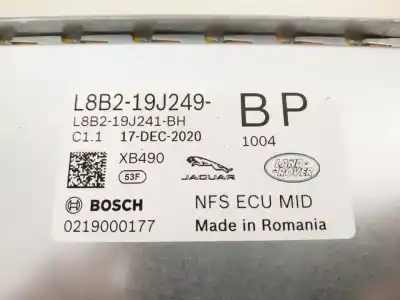 L8B2-19J249- BP
L8B2-19J241-BH
C1.1 17-DEC-2020 1004
XB490
53F
JAGUAR
LAND ROVER
BOSCH NFS ECU MID
0219000177 Made in Romania